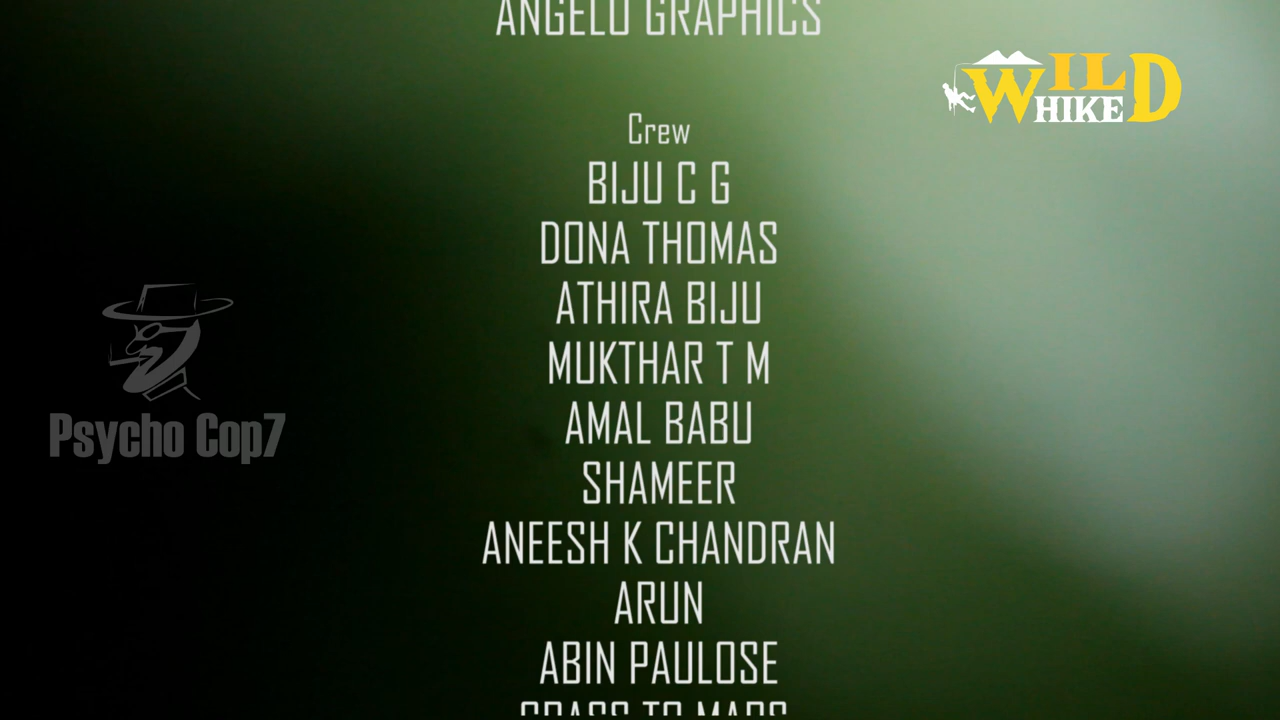 ANGELO GRAPHICS
WILD
HIKE
Crew
BIJU C G
DONA THOMAS
ATHIRA BIJU
MUKTHAR T M
AMAL BABU
SHAMEER
Psycho Cop7
ANEESH K CHANDRAN
ARUN
ABIN PAULOSE